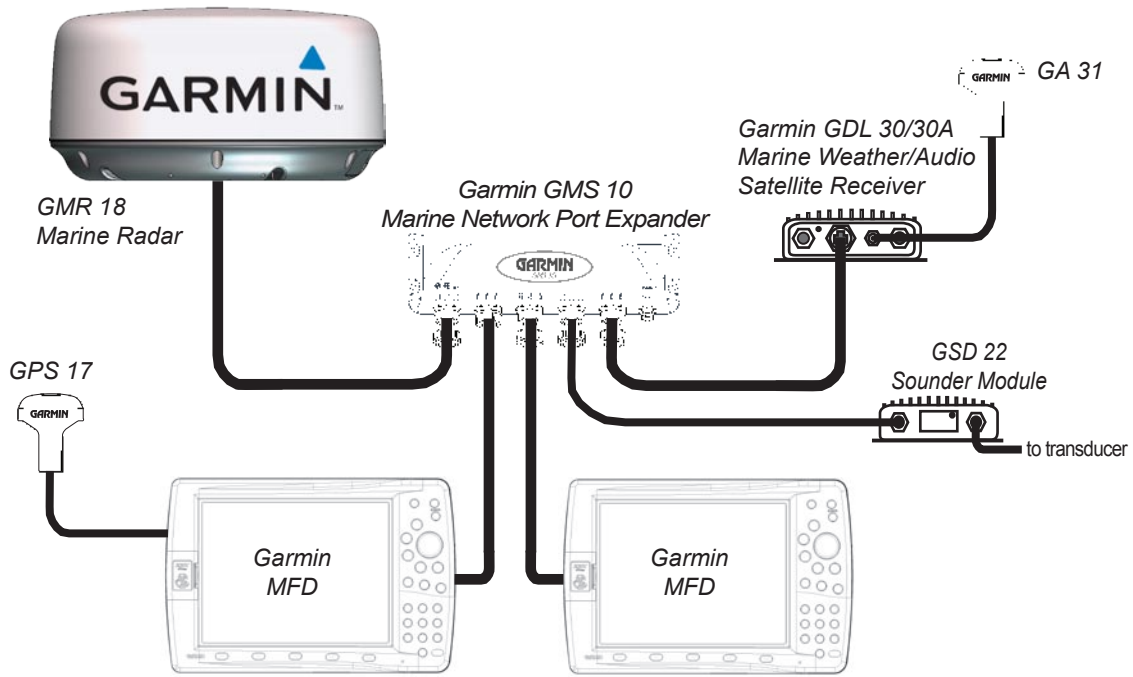 GARMIN™
GARMIN
GA 31
Garmin GDL 30/30A
Marine Weather/Audio
Satellite Receiver
GMR 18
Marine Radar
Garmin GMS 10
Marine Network Port Expander
GARMIN
GSD 22
Sounder Module
GPS 17
GARMIN
to transducer
Garmin
MFD
Garmin
MFD